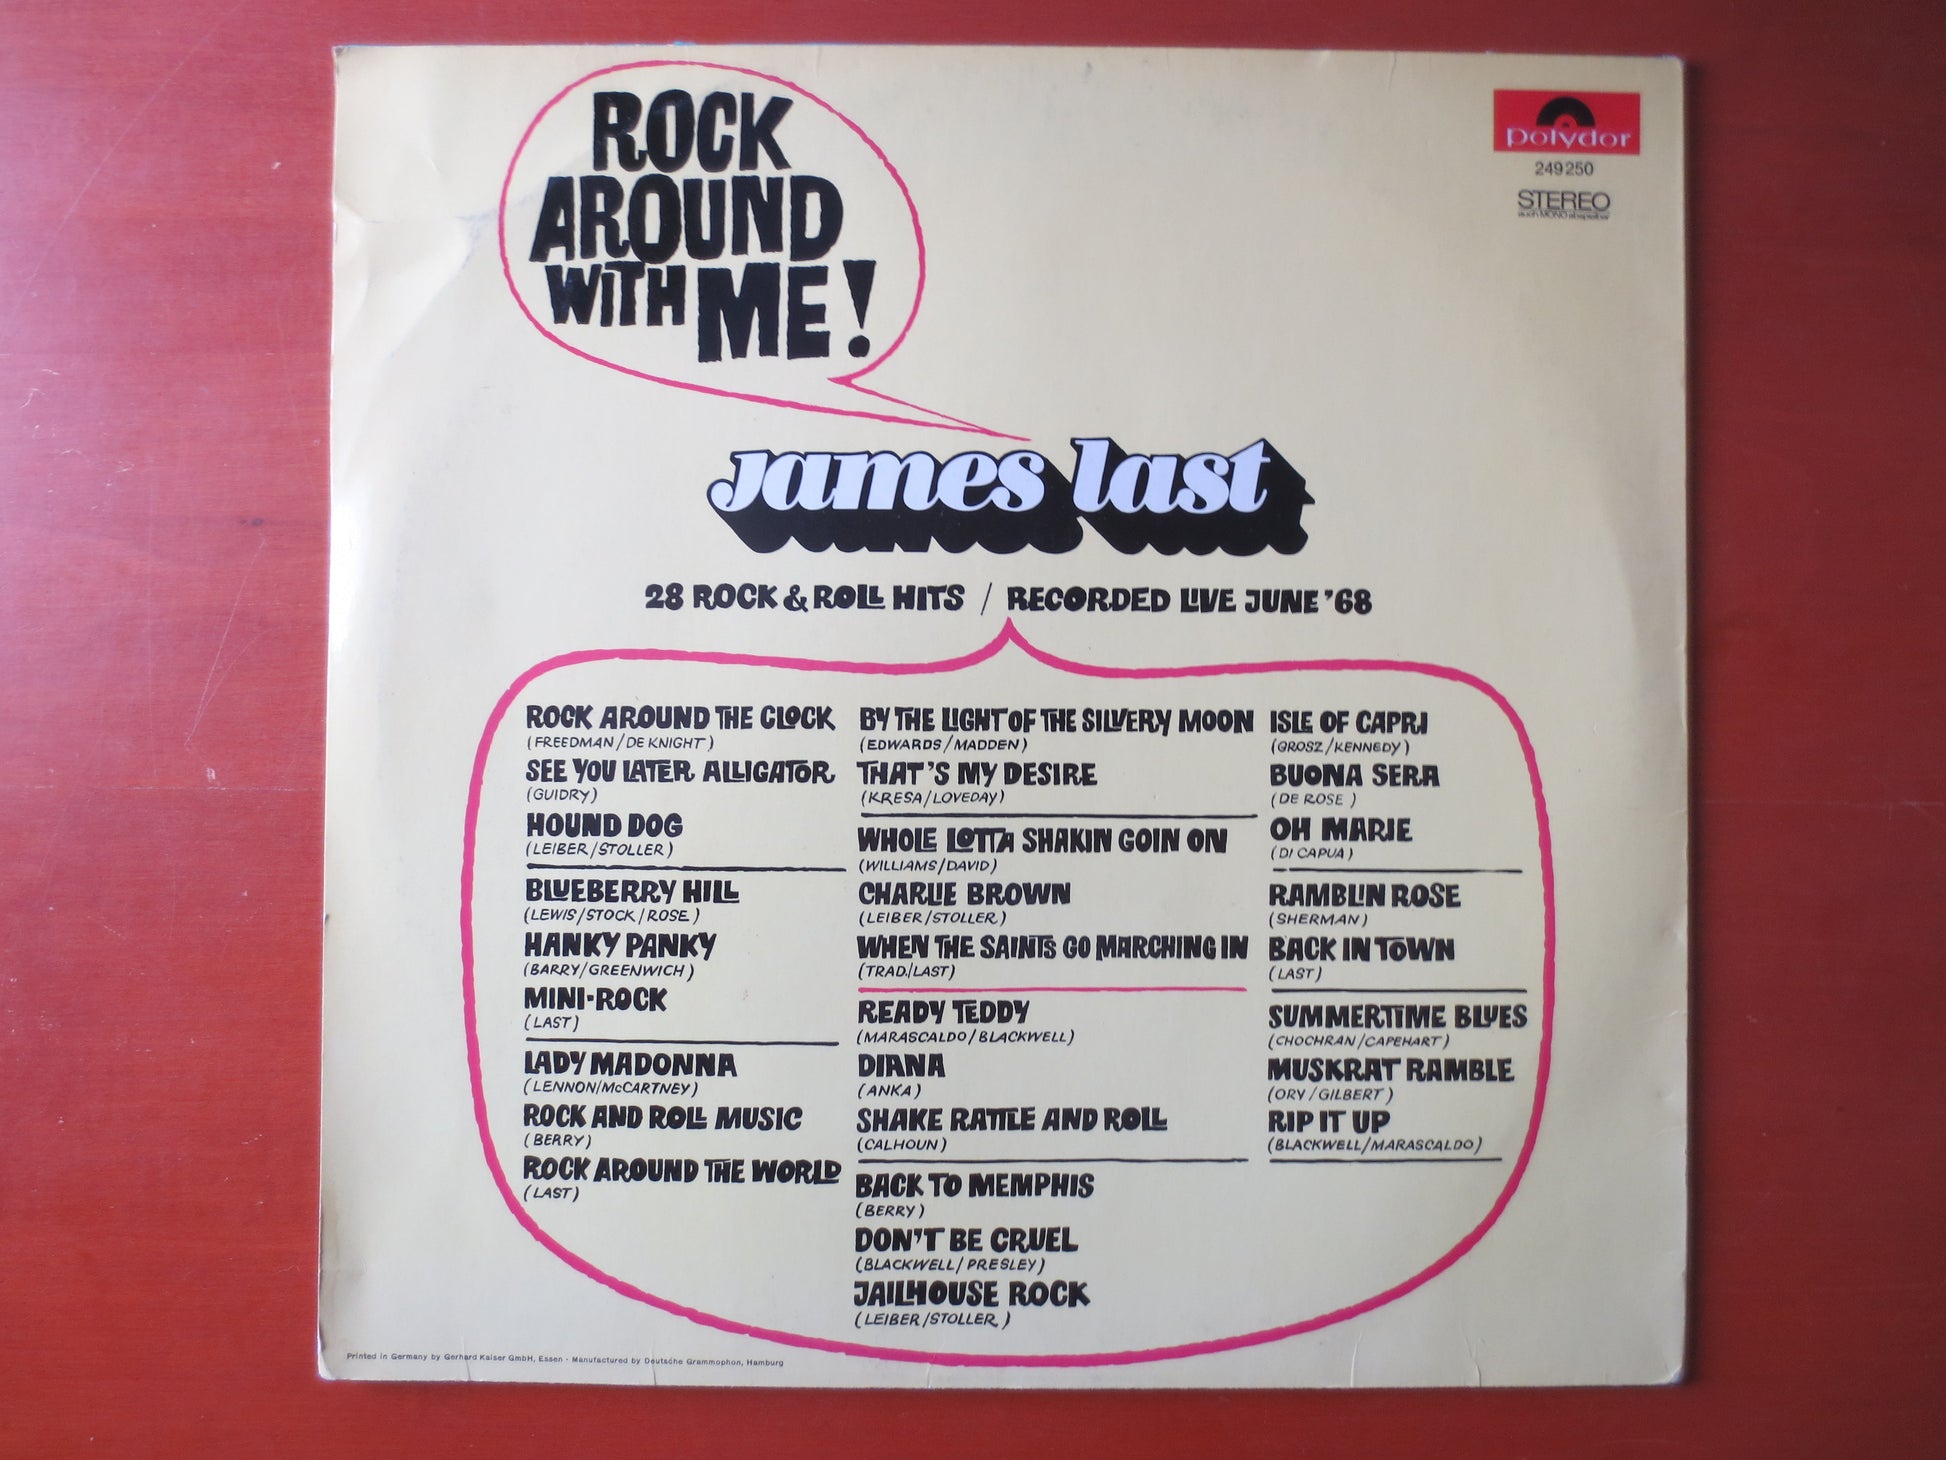 ROCK
AROUND
WITH ME!
polydor
249 250
STEREO
auch MONO abspielbar
james last
28 ROCK & ROLL HITS / RECORDED LIVE JUNE '68
ROCK AROUND THE CLOCK
(FREEDMAN/DE KNIGHT)
SEE YOU LATER ALLIGATOR
(GUIDRY)
HOUND DOG
(LEIBER/STOLLER)
BLUEBERRY HILL
(LEWIS/STOCK/ROSE)
HANKY PANKY
(BARRY/GREENWICH)
MINI-ROCK
(LAST)
LADY MADONNA
(LENNON/McCARTNEY)
ROCK AND ROLL MUSIC
(BERRY)
ROCK AROUND THE WORLD
(LAST)
BY THE LIGHT OF THE SILVERY MOON
(EDWARDS/MADDEN)
THAT'S MY DESIRE
(KRESA/LOVEDAY)
WHOLE LOTTA SHAKIN GOIN ON
(WILLIAMS/DAVID)
CHARLIE BROWN
(LEIBER/STOLLER)
WHEN THE SAINTS GO MARCHING IN
(TRAD./LAST)
READY TEDDY
(MARASCALDO/BLACKWELL)
DIANA
(ANKA)
SHAKE RATTLE AND ROLL
(CALHOUN)
BACK TO MEMPHIS
(BERRY)
DON'T BE CRUEL
(BLACKWELL/PRESLEY)
JAILHOUSE ROCK
(LEIBER/STOLLER)
ISLE OF CAPRI
(GROSZ/KENNEDY)
BUONA SERA
(DE ROSE)
OH MARIE
(DI CAPUA)
RAMBLIN ROSE
(SHERMAN)
BACK IN TOWN
(LAST)
SUMMERTIME BLUES
(CHOCHRAN/CAPEHART)
MUSKRAT RAMBLE
(ORY/GILBERT)
RIP IT UP
(BLACKWELL/MARASCALDO)
Printed in Germany by Gerhard Kaiser GmbH, Essen · Manufactured by Deutsche Grammophon, Hamburg